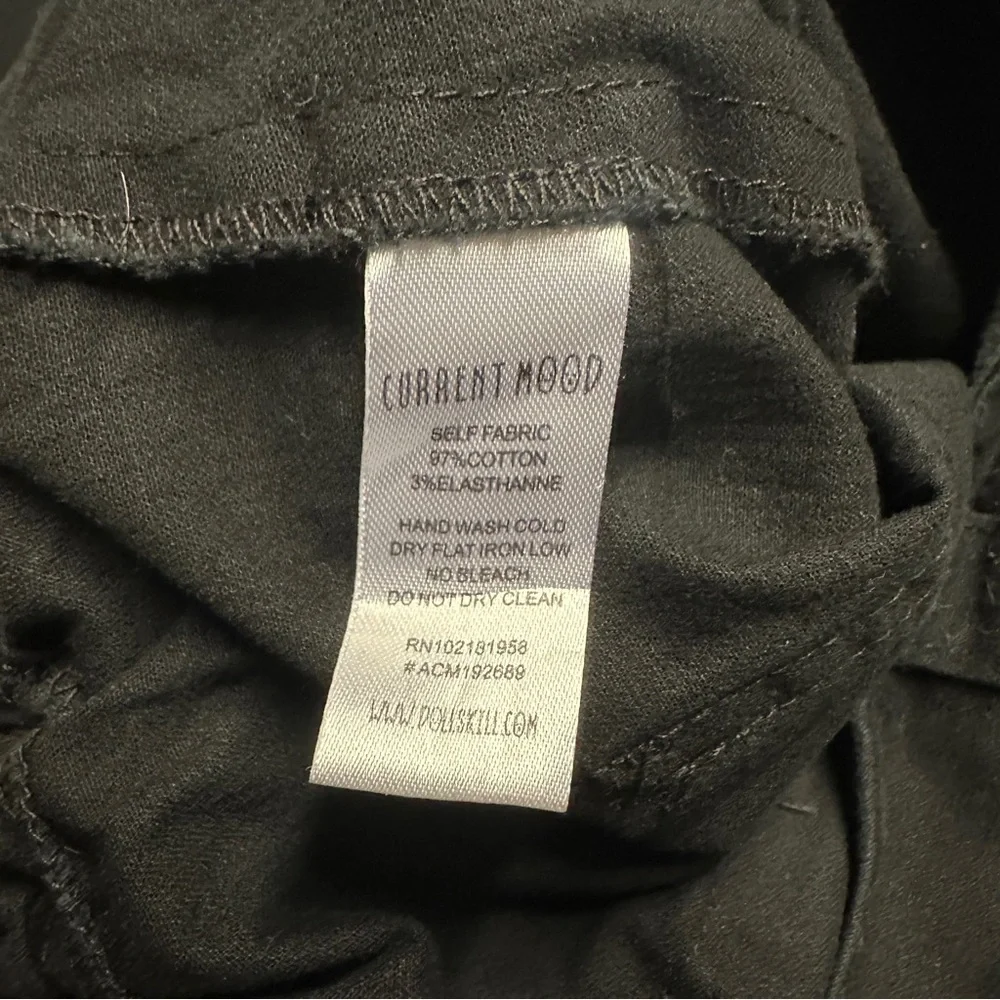 CURRENT MOOD
SELF FABRIC
97%COTTON
3%ELASTHANNE
HAND WASH COLD
DRY FLAT IRON LOW
NO BLEACH
DO NOT DRY CLEAN
RN102181958
#ACM192689
WWW.DOLLSKILL.COM